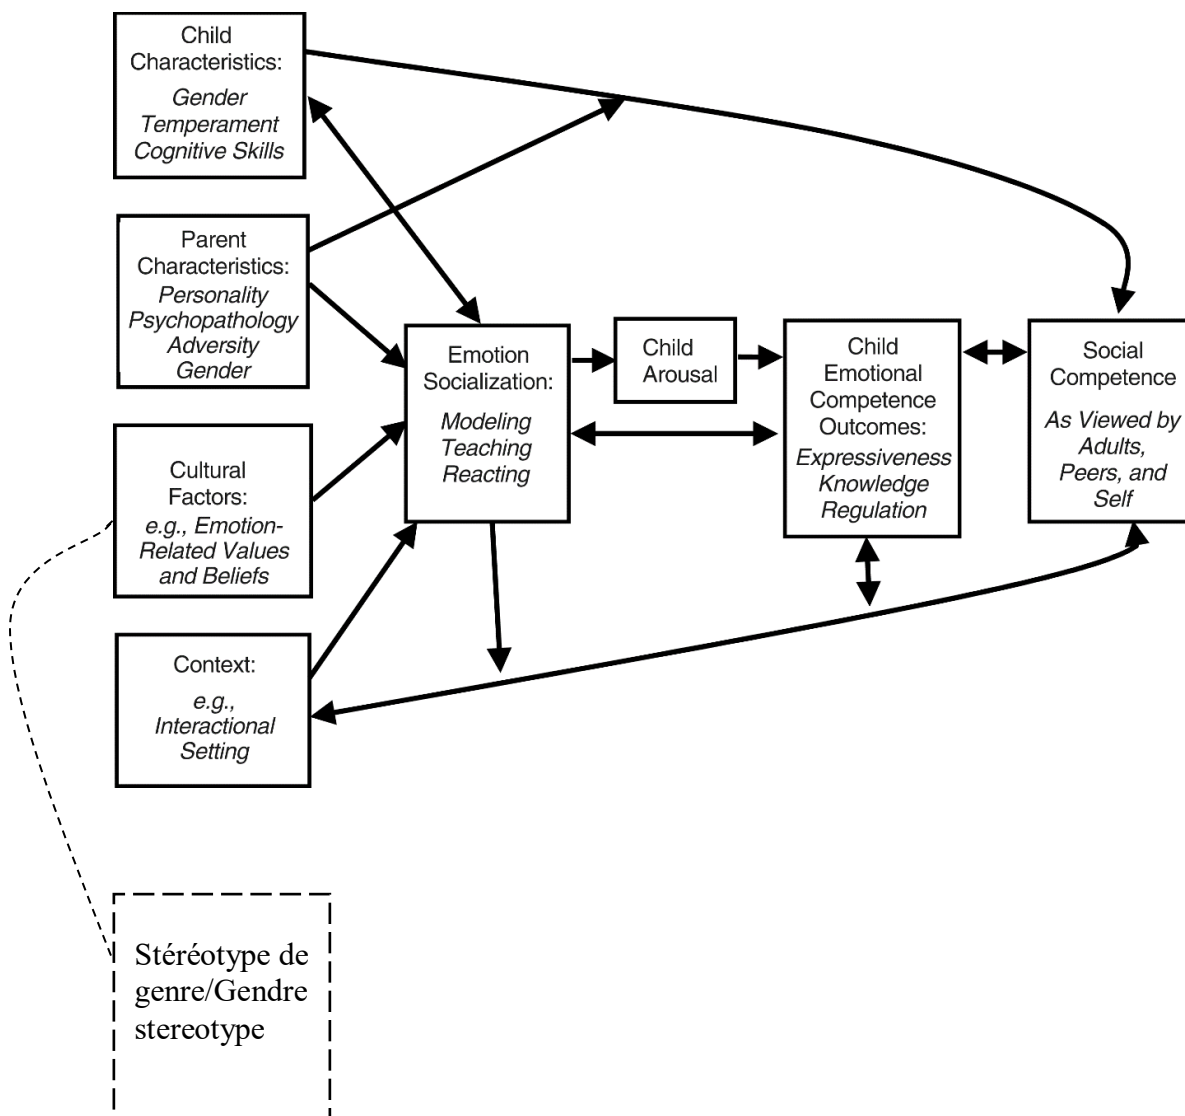 Child
Characteristics:
Gender
Temperament
Cognitive Skills
Parent
Characteristics:
Personality
Psychopathology
Adversity
Gender
Cultural
Factors:
e.g., Emotion-
Related Values
and Beliefs
Context:
e.g.,
Interactional
Setting
Emotion
Socialization:
Modeling
Teaching
Reacting
Child
Arousal
Child
Emotional
Competence
Outcomes:
Expressiveness
Knowledge
Regulation
Social
Competence
As Viewed by
Adults,
Peers, and
Self
Stéréotype de
genre/Gendre
stereotype